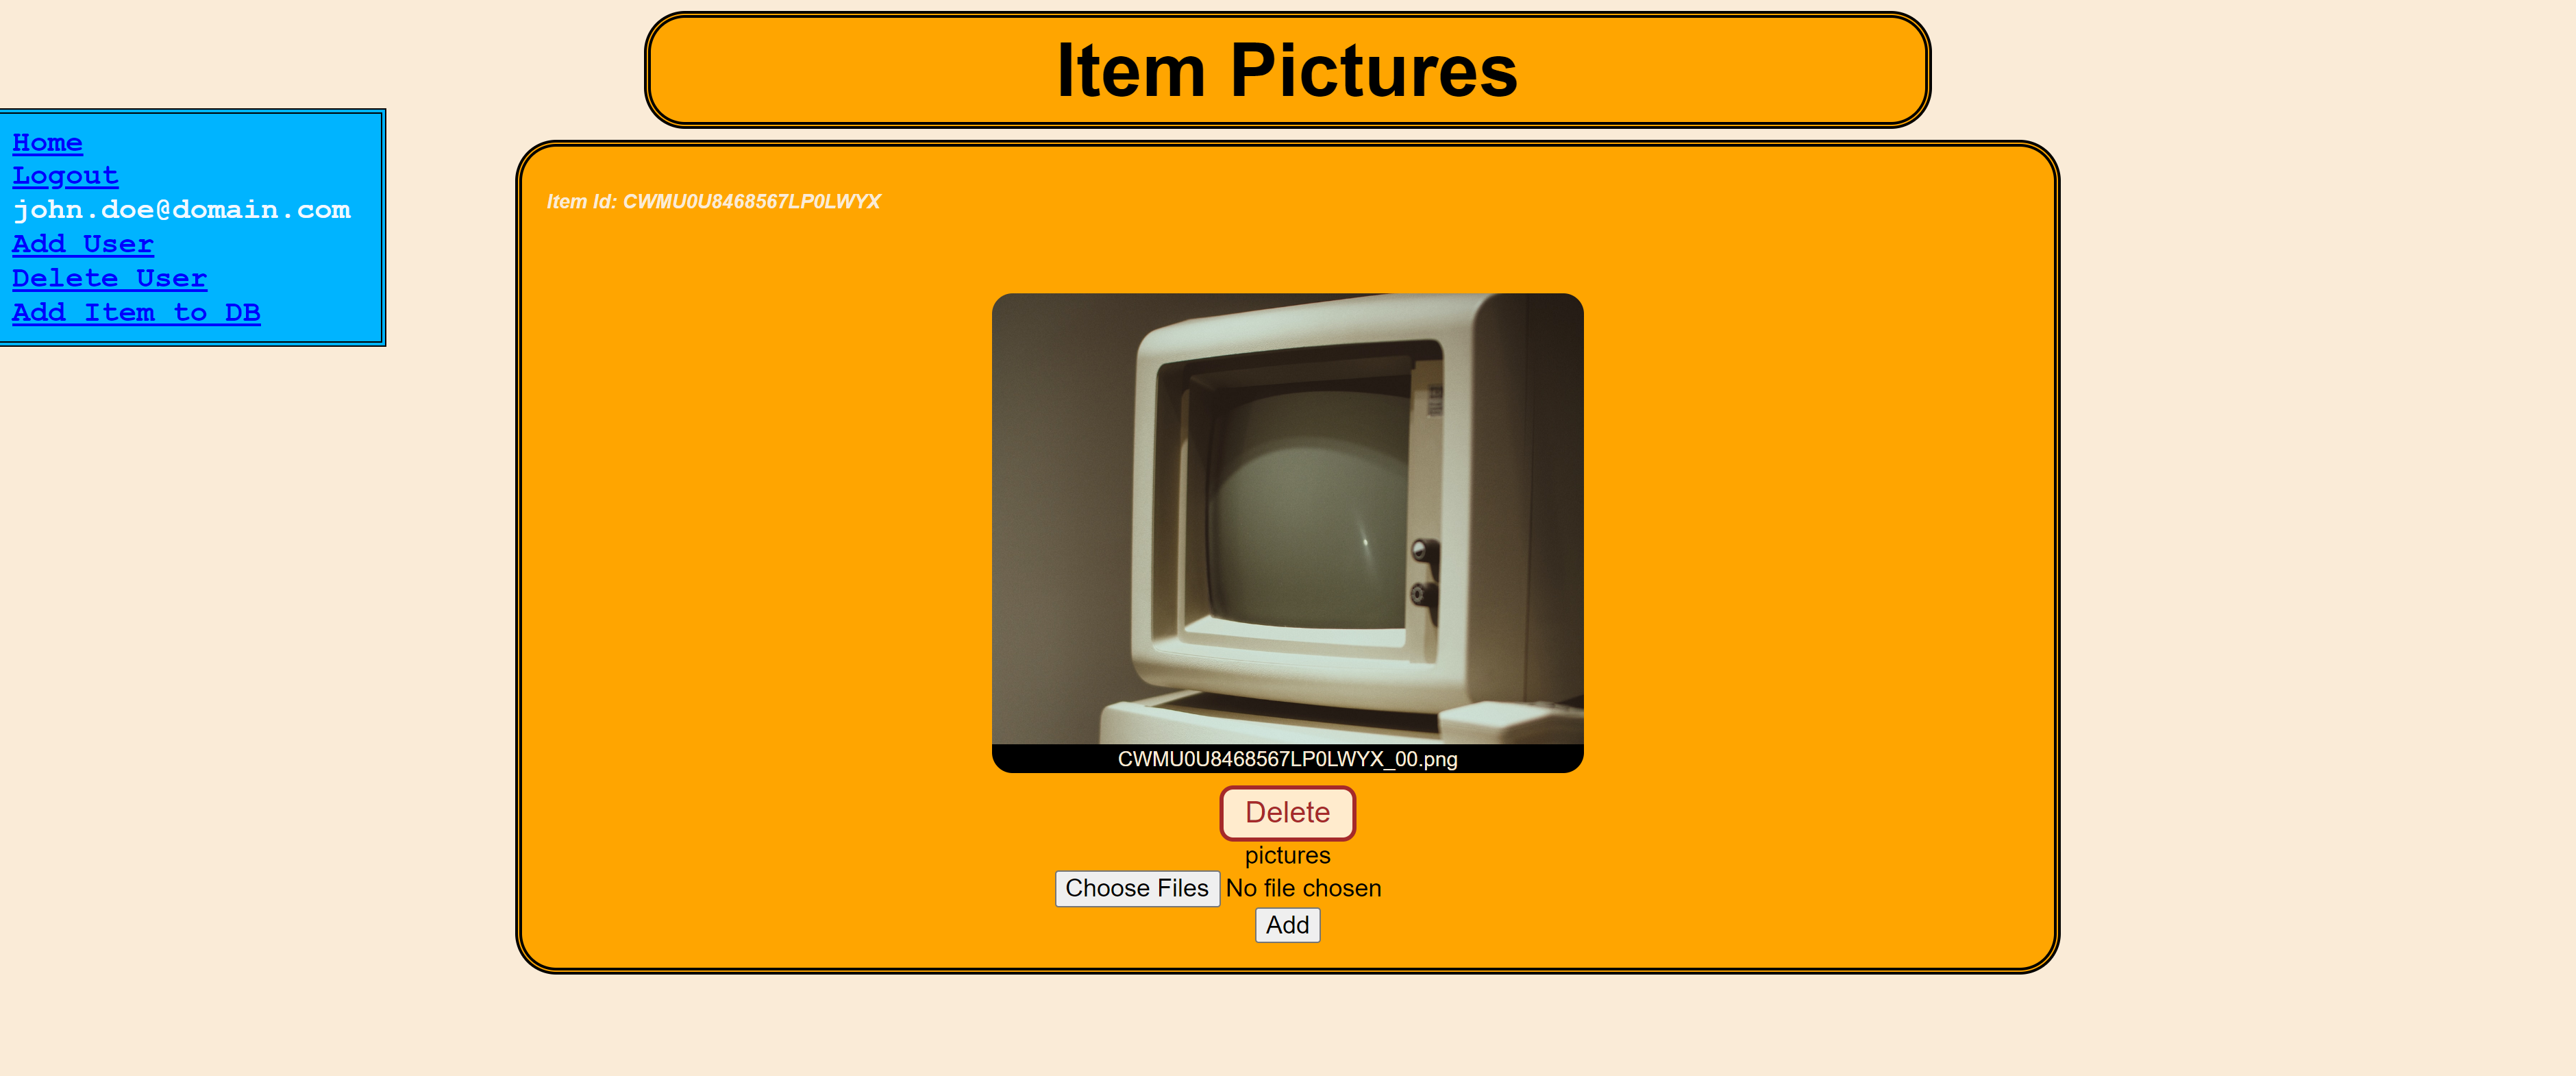 Item Pictures
Home
Logout
john.doe@domain.com
Add User
Delete User
Add Item to DB
Item Id: CWMU0U8468567LP0LWYX
CWMU0U8468567LP0LWYX_00.png
Delete
pictures
Choose Files No file chosen
Add